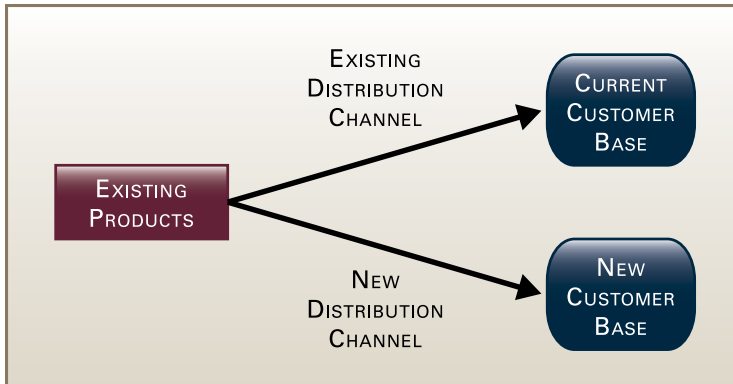 Existing
Distribution
Channel
Current
Customer
Base
Existing
Products
New
Distribution
Channel
New
Customer
Base